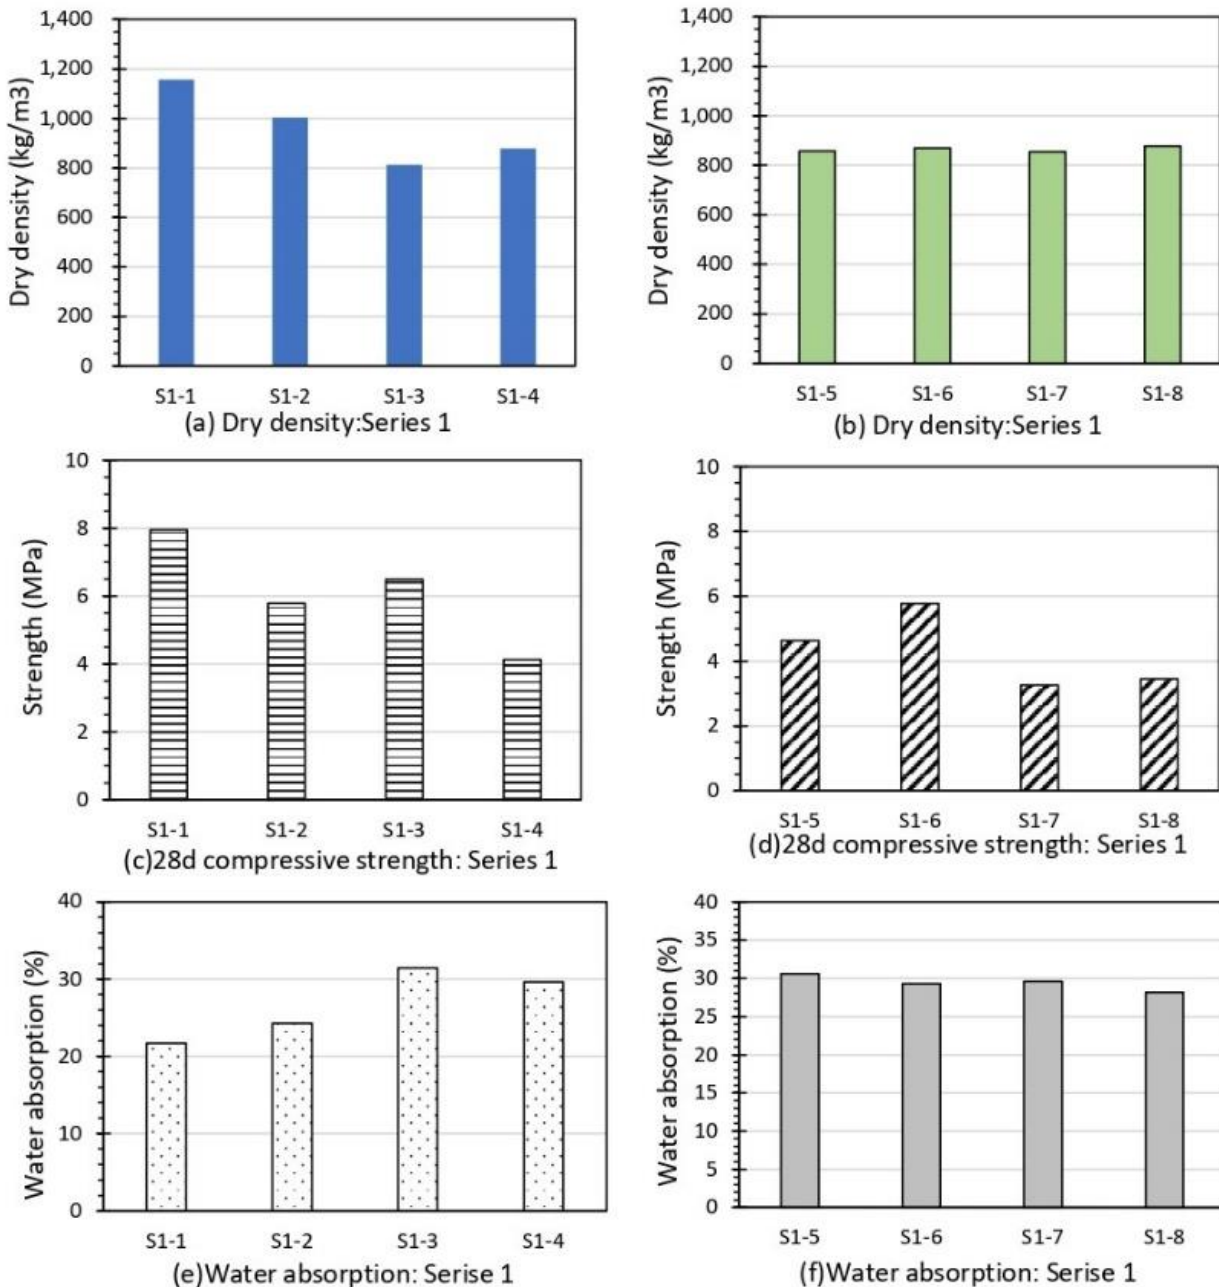 Dry density (kg/m3)
1,400
1,200
1,000
800
600
400
200
0
S1-1 S1-2 S1-3 S1-4
(a) Dry density:Series 1
Dry density (kg/m3)
1,400
1,200
1,000
800
600
400
200
0
S1-5 S1-6 S1-7 S1-8
(b) Dry density:Series 1
Strength (MPa)
10
8
6
4
2
0
S1-1 S1-2 S1-3 S1-4
(c)28d compressive strength: Series 1
Strength (MPa)
10
8
6
4
2
0
S1-5 S1-6 S1-7 S1-8
(d)28d compressive strength: Series 1
Water absorption (%)
40
30
20
10
0
S1-1 S1-2 S1-3 S1-4
(e)Water absorption: Serise 1
Water absorption (%)
40
35
30
25
20
15
10
5
0
S1-5 S1-6 S1-7 S1-8
(f)Water absorption: Serise 1